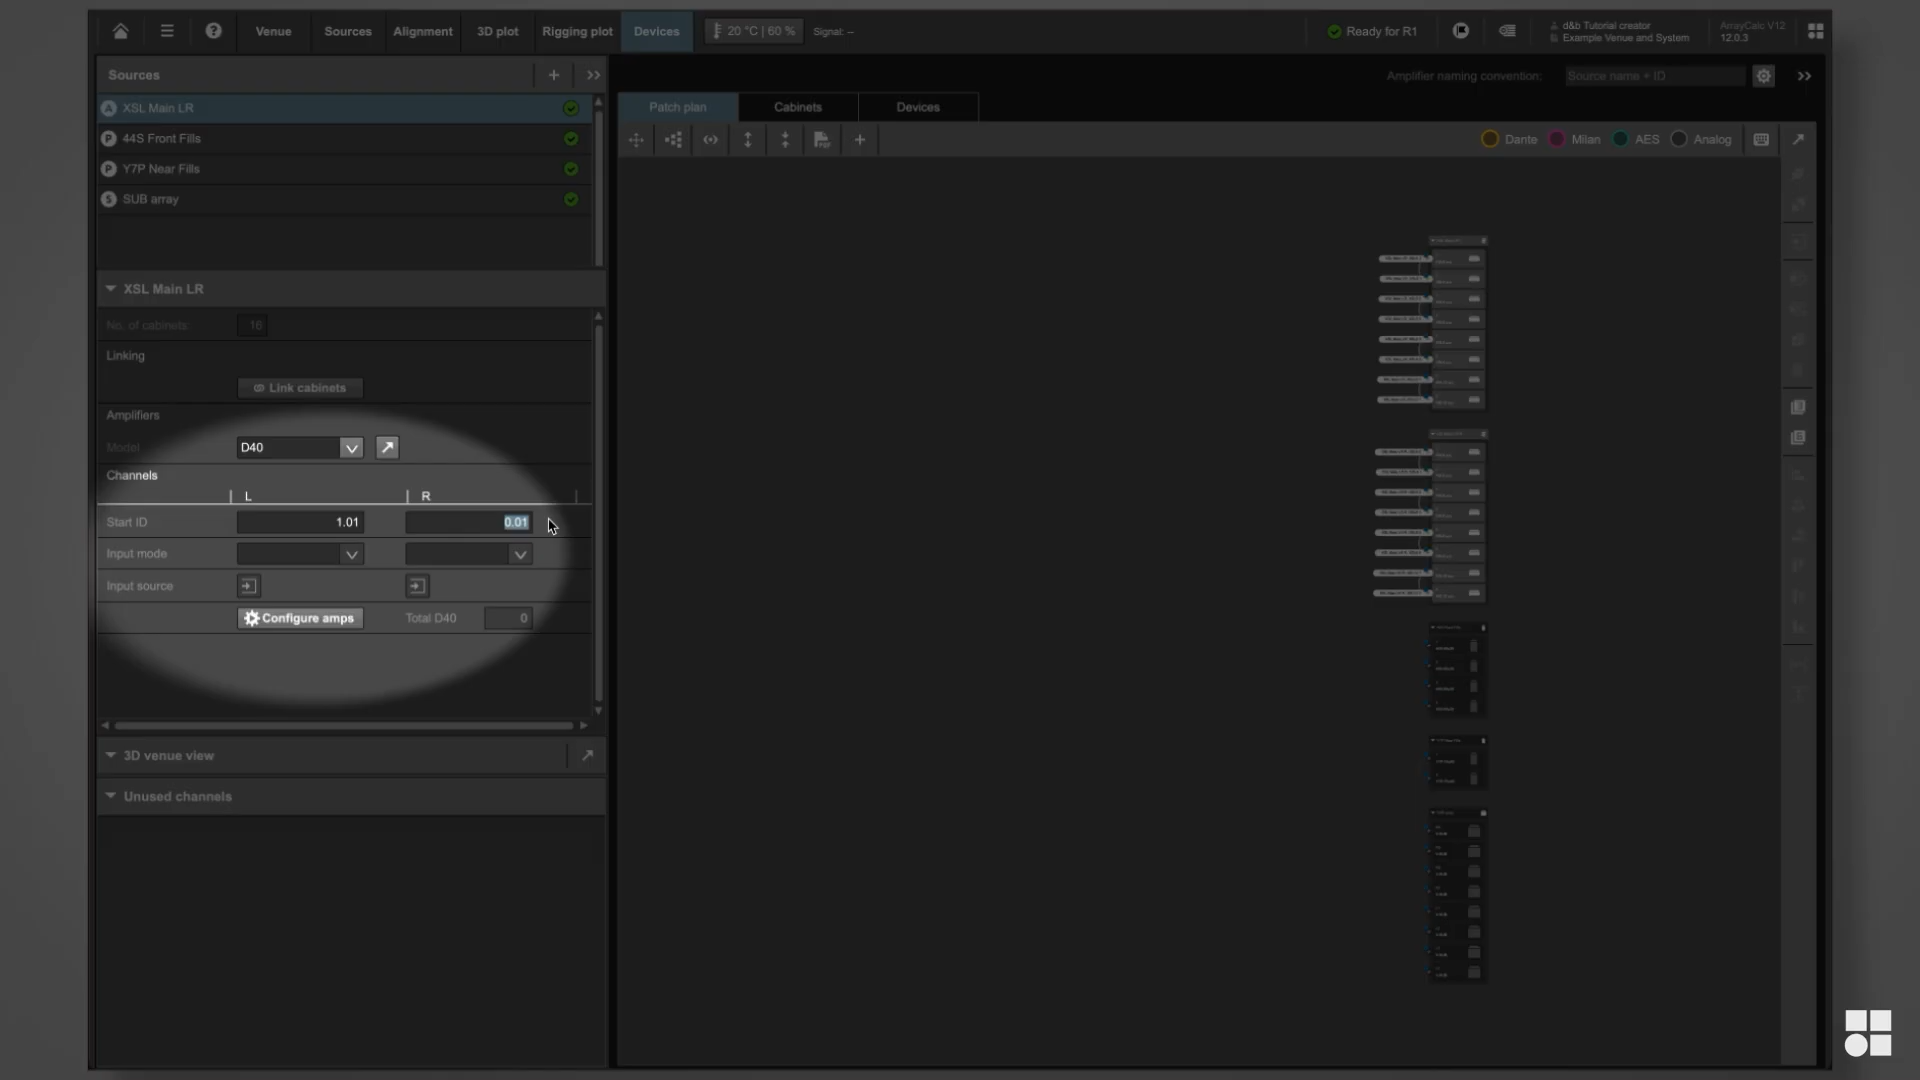 Venue
Sources
Alignment
3D plot
Rigging plot
Devices
20 °C | 60 %
Signal: --
Ready for R1
d&b Tutorial creator
Example Venue and System
ArrayCalc V12
12.0.3
Sources
Amplifier naming convention:
Source name + ID
A XSL Main LR
P 44S Front Fills
P Y7P Near Fills
S SUB array
Patch plan
Cabinets
Devices
Dante
Milan
AES
Analog
XSL Main LR
No. of cabinets:
16
Linking
Link cabinets
Amplifiers
Model
D40
Channels
L
R
Start ID
1.01
0.01
Input mode
Input source
Configure amps
Total D40
0
3D venue view
Unused channels